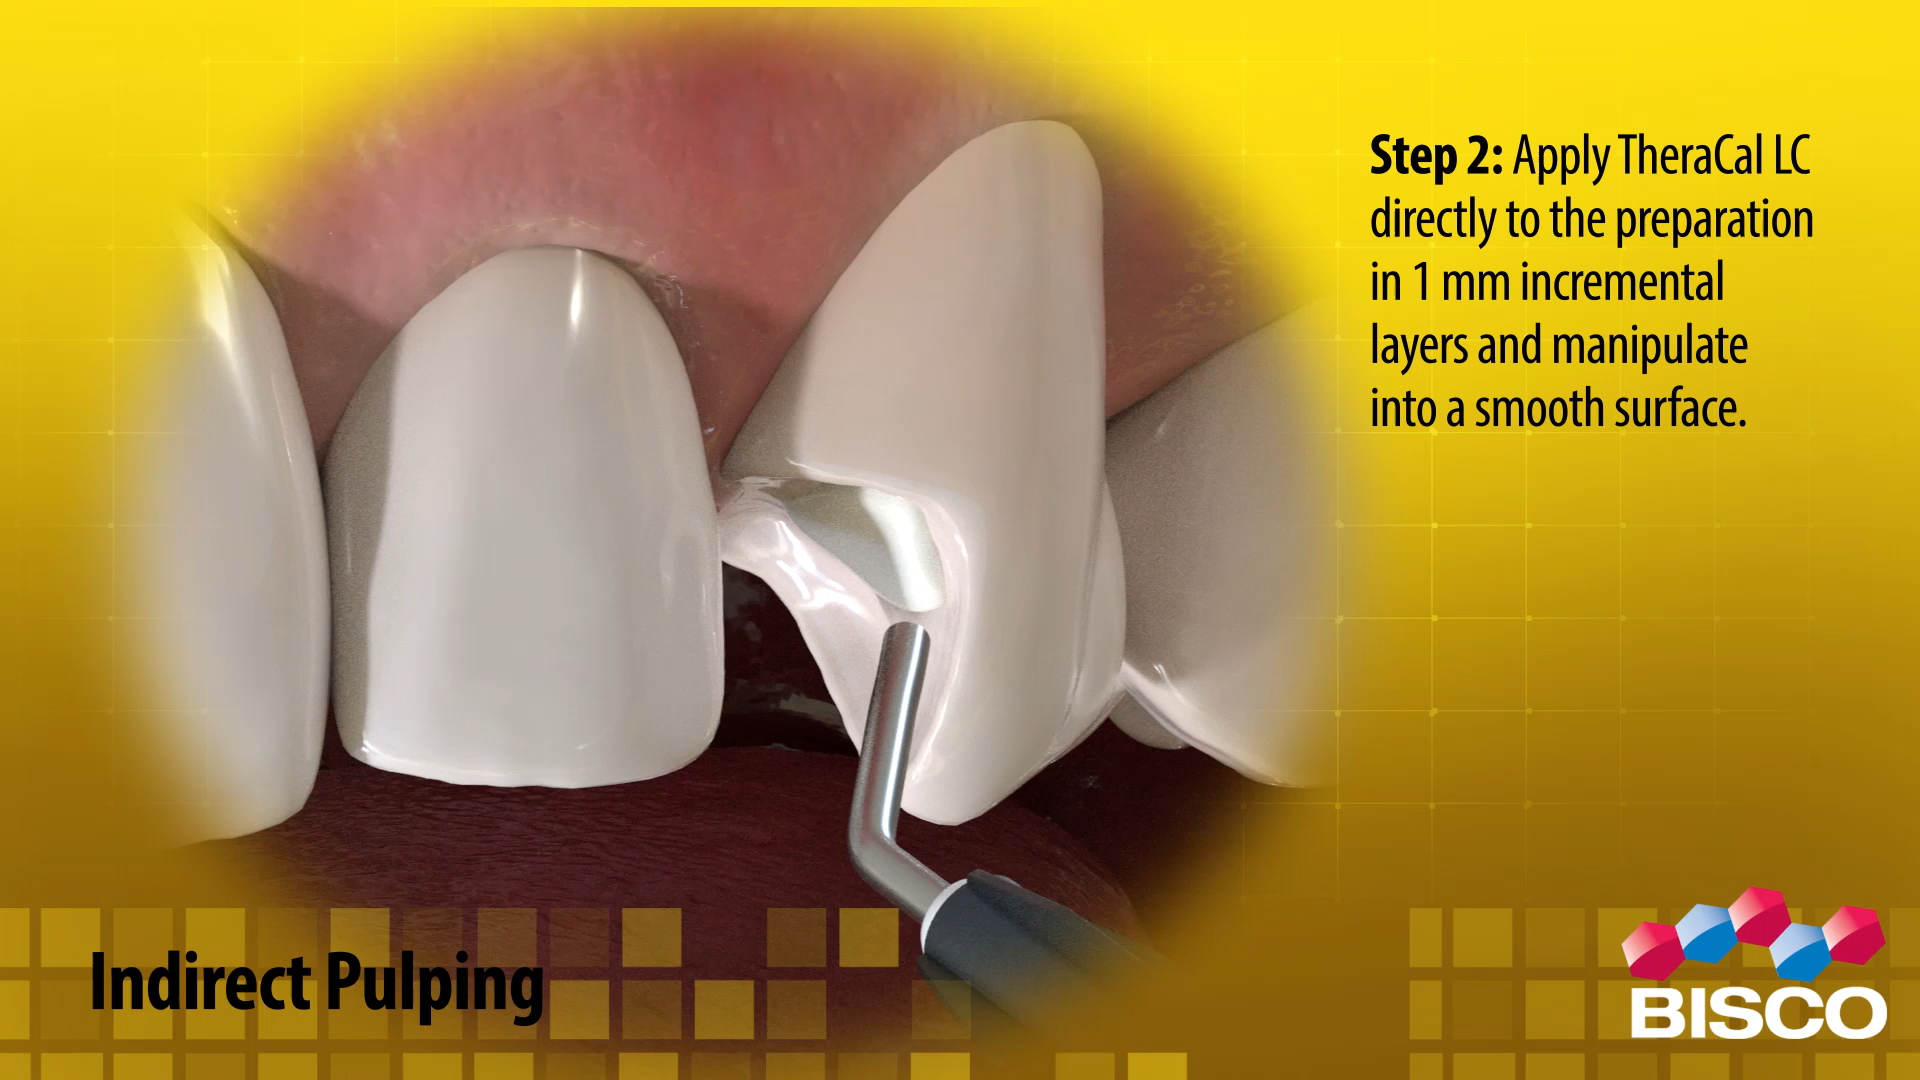 Step 2: Apply TheraCal LC
directly to the preparation
in 1 mm incremental
layers and manipulate
into a smooth surface.
Indirect Pulping
BISCO